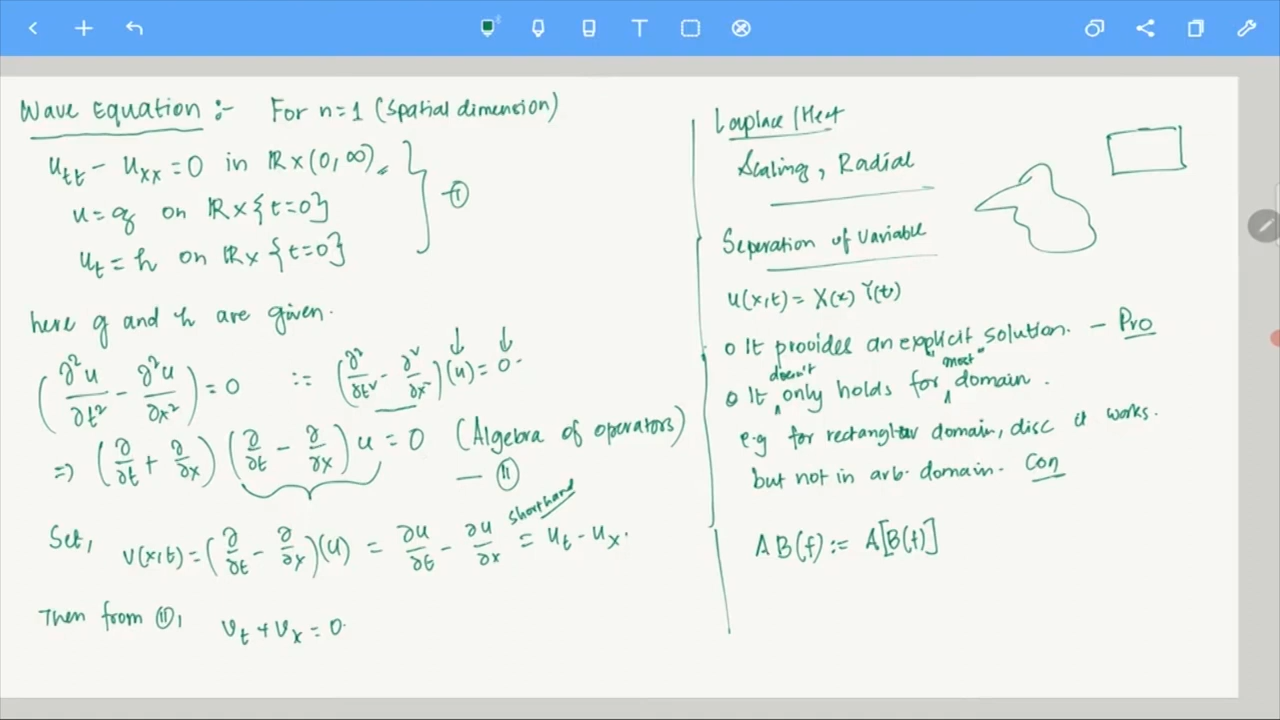 Wave Equation :- For n=1 (Spatial dimension)
u_tt - u_xx = 0 in ℝ×(0,∞)
u = g on ℝ×{t=0}
u_t = h on ℝ×{t=0}
I
here g and h are given.
(∂²u/∂t² - ∂²u/∂x²) = 0 :: (∂²/∂t² - ∂²/∂x²)(u) = 0
=> (∂/∂t + ∂/∂x)(∂/∂t - ∂/∂x)u = 0 (Algebra of operators)
— II
Set, v(x,t) = (∂/∂t - ∂/∂x)(u) = ∂u/∂t - ∂u/∂x = u_t - u_x.
Shorthand
Then from II, v_t + v_x = 0.
Laplace / Heat
Scaling, Radial
Seperation of variable
u(x,t) = X(x) T(t)
o It provides an explicit solution. - Pro
o It doesn't only holds for "most" domain.
e.g for rectangular domain, disc it works.
but not in arb. domain. Con
AB(f) := A[B(f)]
T